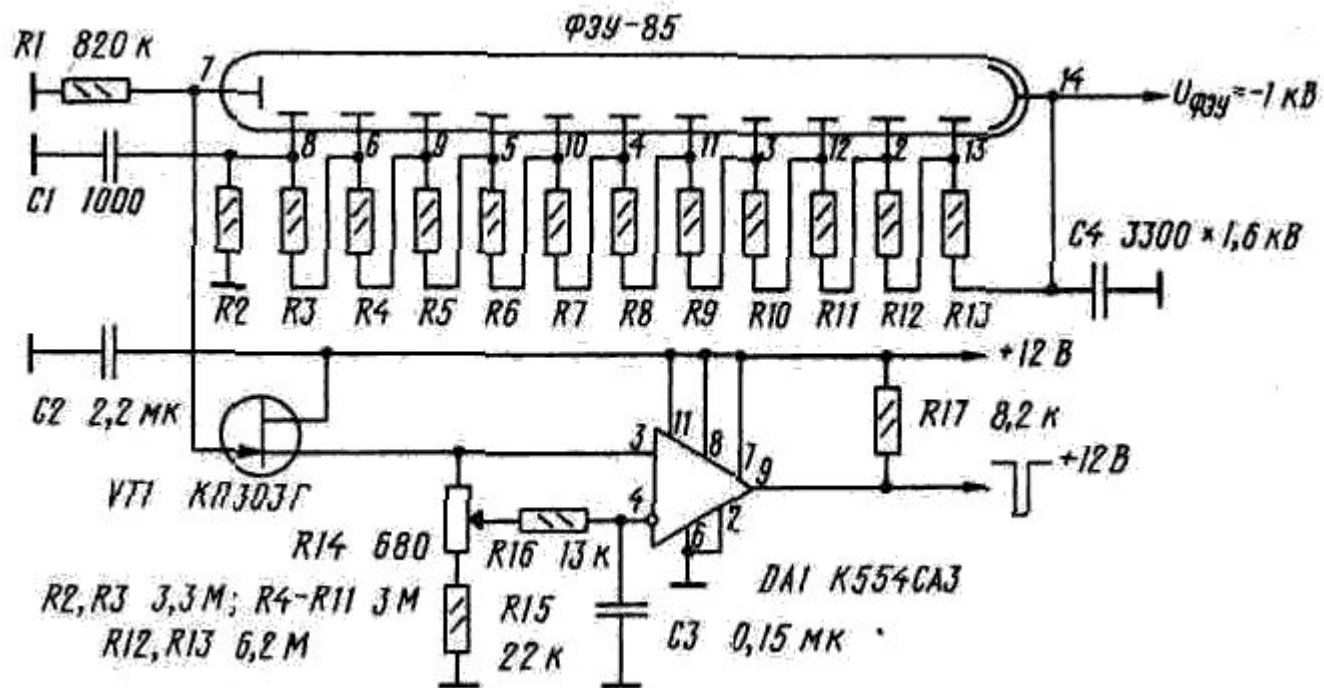 ФЭУ-85
R1 820 к
7
14
Uфэу=-1 кВ
8 6 9 5 10 4 11 3 12 2 13
C1 1000
C4 3300 × 1,6 кВ
R2 R3 R4 R5 R6 R7 R8 R9 R10 R11 R12 R13
+12 В
C2 2,2 мк
R17 8,2 к
3
11
8
7
9
+12 В
VT1 КП303Г
4
6
2
R14 680
R16 13 к
DA1 К554СА3
R2, R3 3,3 М; R4-R11 3 М
R12, R13 6,2 М
R15
22 к
C3 0,15 мк